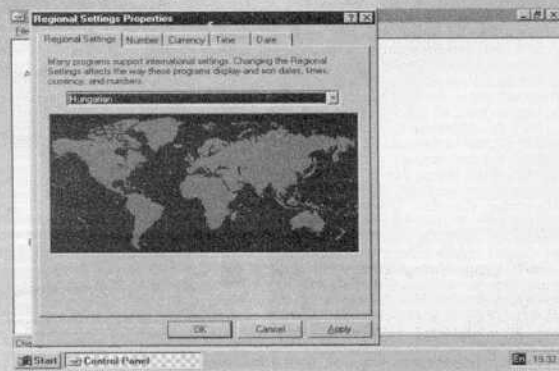 Regional Settings Properties
Regional Settings Number Currency Time Date
Many programs support international settings. Changing the Regional
Settings affects the way these programs display and sort dates, times,
currency, and numbers.
Hungarian
OK Cancel Apply
Start Control Panel En 19:32